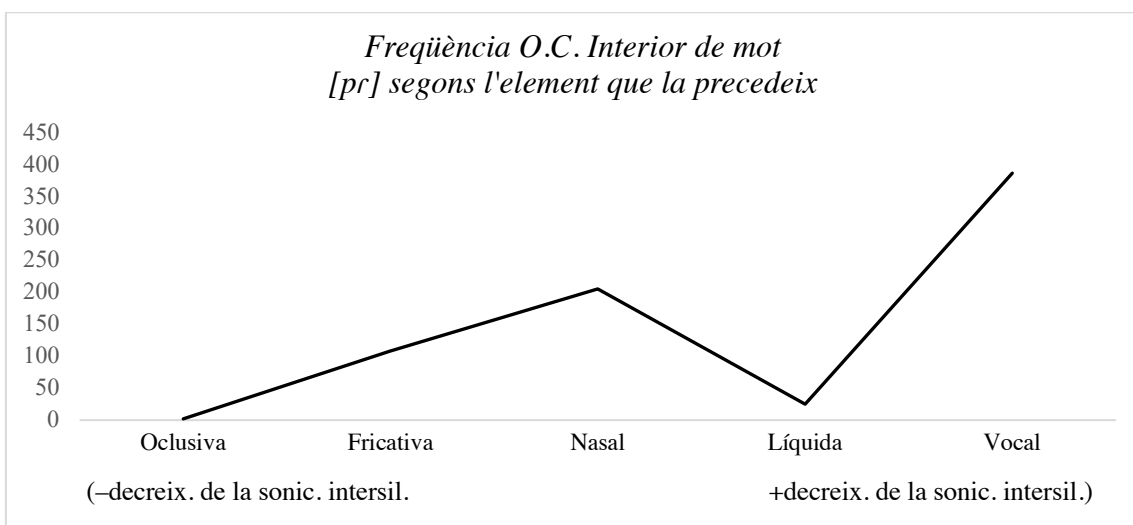 Freqüència O.C. Interior de mot
[pɾ] segons l'element que la precedeix
450
400
350
300
250
200
150
100
50
0
Oclusiva Fricativa Nasal Líquida Vocal
(–decreix. de la sonic. intersil. +decreix. de la sonic. intersil.)